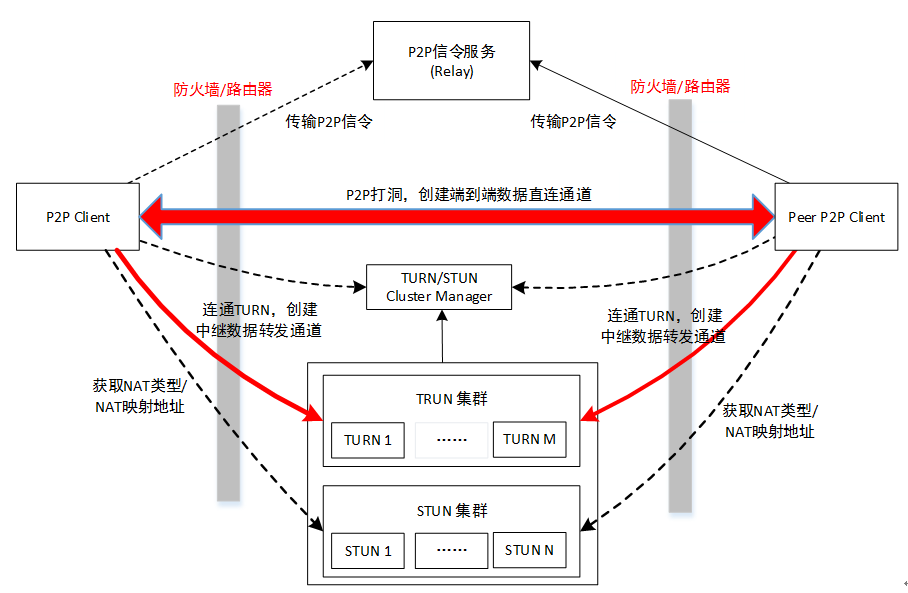 P2P信令服务
(Relay)
防火墙/路由器
防火墙/路由器
传输P2P信令
传输P2P信令
P2P打洞，创建端到端数据直连通道
P2P Client
Peer P2P Client
TURN/STUN
Cluster Manager
连通TURN，创建
中继数据转发通道
连通TURN，创建
中继数据转发通道
获取NAT类型/
NAT映射地址
获取NAT类型/
NAT映射地址
TRUN 集群
TURN 1
……
TURN M
STUN 集群
STUN 1
……
STUN N